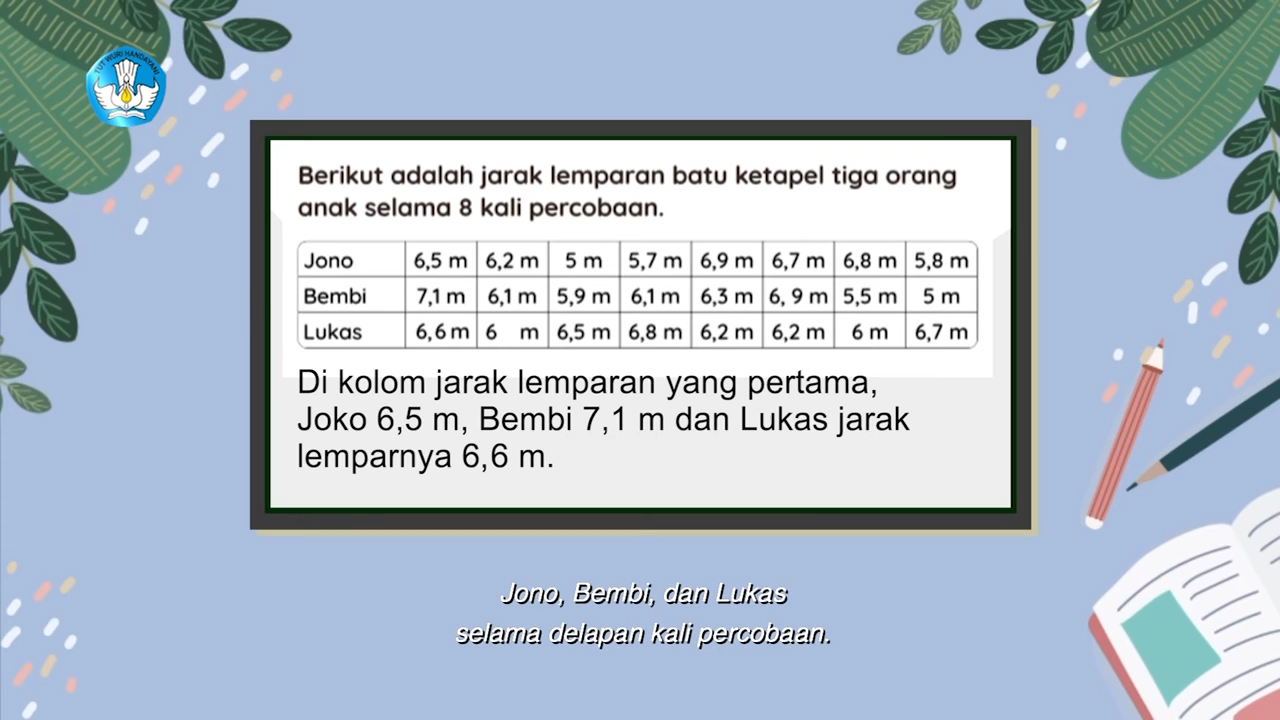 TUT WURI HANDAYANI
Berikut adalah jarak lemparan batu ketapel tiga orang
anak selama 8 kali percobaan.
Jono 6,5 m 6,2 m 5 m 5,7 m 6,9 m 6,7 m 6,8 m 5,8 m
Bembi 7,1 m 6,1 m 5,9 m 6,1 m 6,3 m 6, 9 m 5,5 m 5 m
Lukas 6,6 m 6 m 6,5 m 6,8 m 6,2 m 6,2 m 6 m 6,7 m
Di kolom jarak lemparan yang pertama,
Joko 6,5 m, Bembi 7,1 m dan Lukas jarak
lemparnya 6,6 m.
Jono, Bembi, dan Lukas
selama delapan kali percobaan.